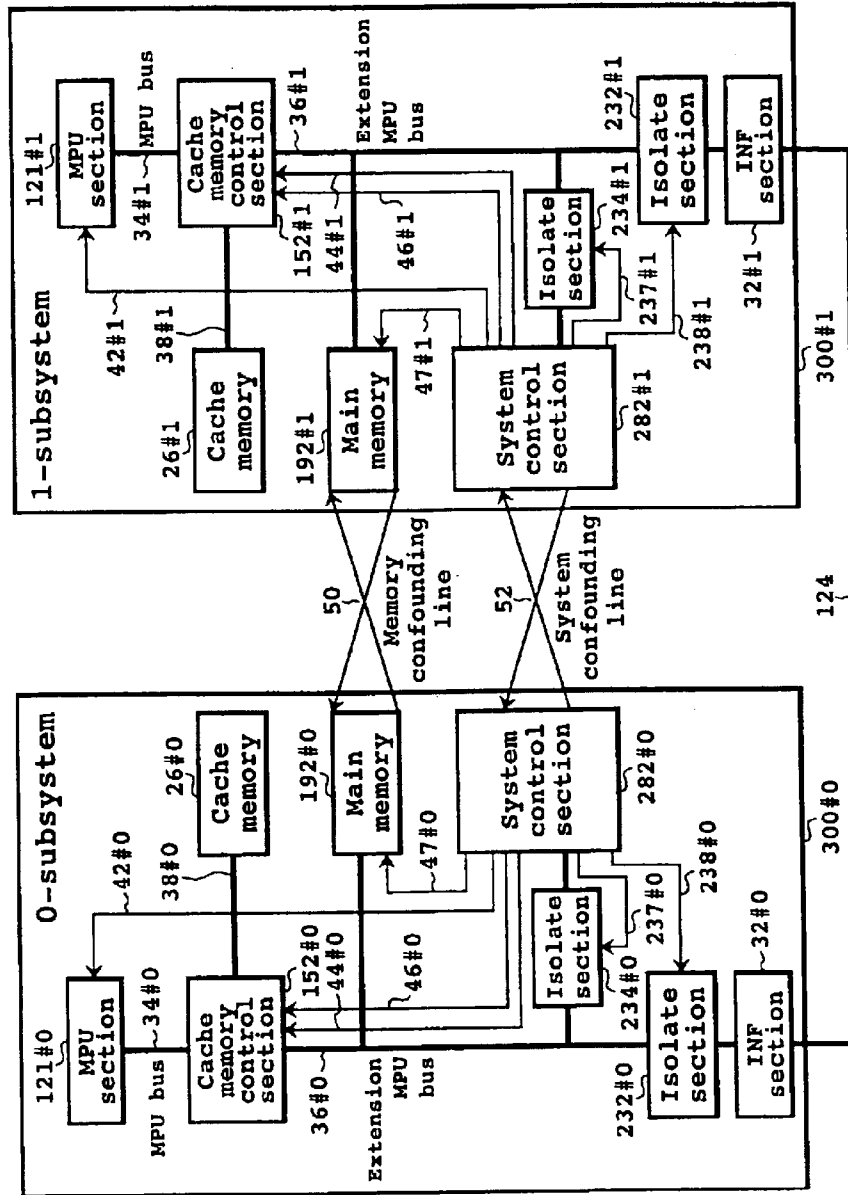 0-subsystem
121#0
MPU
section
42#0
34#0
MPU bus
38#0
26#0
Cache
memory
Cache
memory
control
section
152#0
44#0
46#0
36#0
Extension
MPU
bus
192#0
Main
memory
47#0
System
control
section
282#0
Isolate
section
234#0
237#0
238#0
232#0
Isolate
section
32#0
INF
section
300#0
50
Memory
confounding
line
52
System
confounding
line
124
1-subsystem
121#1
MPU
section
42#1
34#1
MPU bus
38#1
26#1
Cache
memory
Cache
memory
control
section
152#1
44#1
46#1
36#1
Extension
MPU
bus
192#1
Main
memory
47#1
System
control
section
282#1
Isolate
section
234#1
237#1
238#1
232#1
Isolate
section
32#1
INF
section
300#1